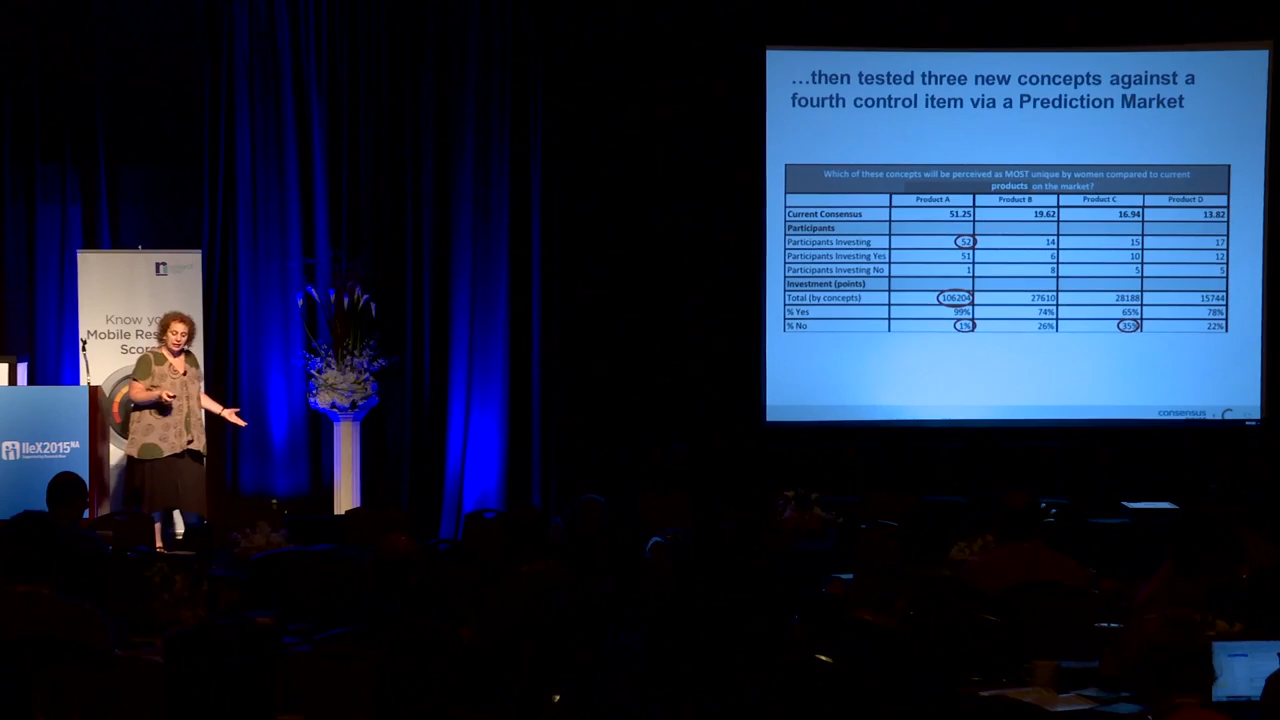 …then tested three new concepts against a
fourth control item via a Prediction Market
Which of these concepts will be perceived as MOST unique by women compared to current
products on the market?
Product A Product B Product C Product D
Current Consensus 51.25 19.62 16.94 13.82
Participants
Participants Investing 52 14 15 17
Participants Investing Yes 51 6 10 12
Participants Investing No 1 8 5 5
Investment (points)
Total (by concepts) 106204 27610 28188 15744
% Yes 99% 74% 65% 78%
% No 1% 26% 35% 22%
consensus
Know
Mobile
IIeX2015 NA